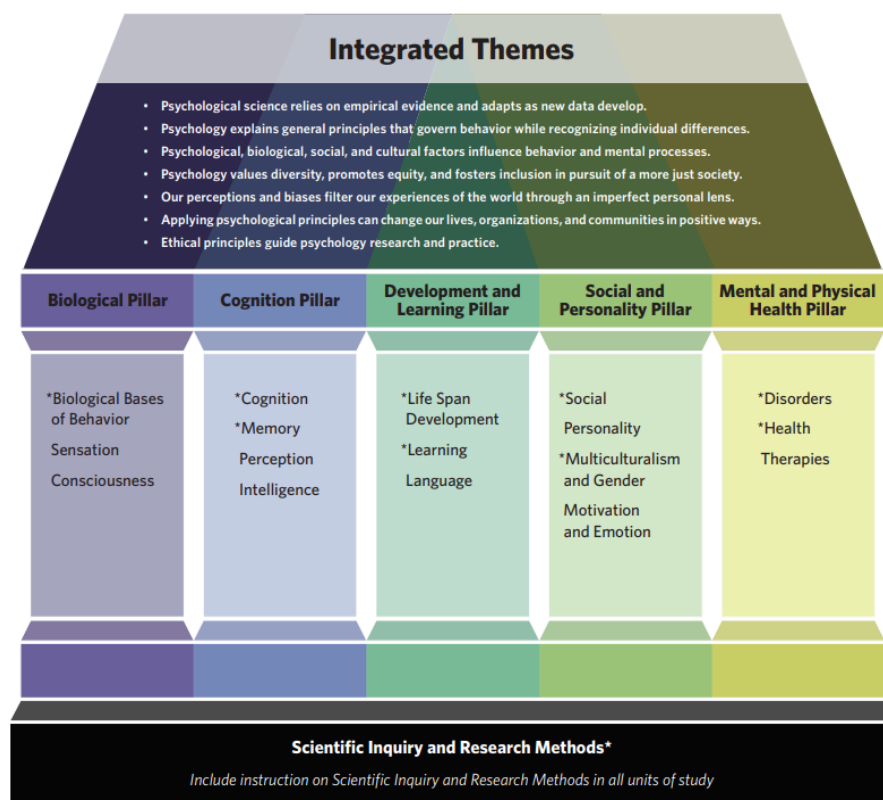 Integrated Themes
• Psychological science relies on empirical evidence and adapts as new data develop.
• Psychology explains general principles that govern behavior while recognizing individual differences.
• Psychological, biological, social, and cultural factors influence behavior and mental processes.
• Psychology values diversity, promotes equity, and fosters inclusion in pursuit of a more just society.
• Our perceptions and biases filter our experiences of the world through an imperfect personal lens.
• Applying psychological principles can change our lives, organizations, and communities in positive ways.
• Ethical principles guide psychology research and practice.
Biological Pillar
Cognition Pillar
Development and
Learning Pillar
Social and
Personality Pillar
Mental and Physical
Health Pillar
*Biological Bases
of Behavior
Sensation
Consciousness
*Cognition
*Memory
Perception
Intelligence
*Life Span
Development
*Learning
Language
*Social
Personality
*Multiculturalism
and Gender
Motivation
and Emotion
*Disorders
*Health
Therapies
Scientific Inquiry and Research Methods*
Include instruction on Scientific Inquiry and Research Methods in all units of study